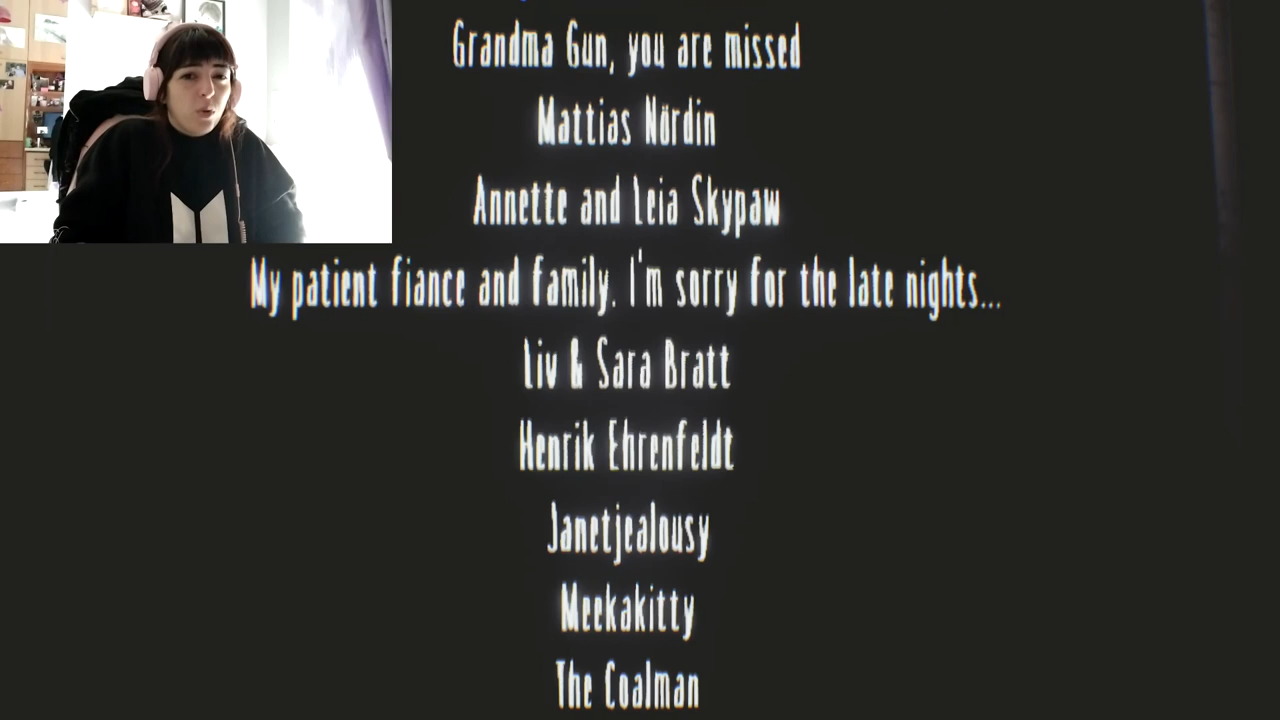 Grandma Gun, you are missed
Mattias Nördin
Annette and Leia Skypaw
My patient fiance and family. I'm sorry for the late nights...
Liv & Sara Bratt
Henrik Ehrenfeldt
Janetjealousy
Meekakitty
The Coalman